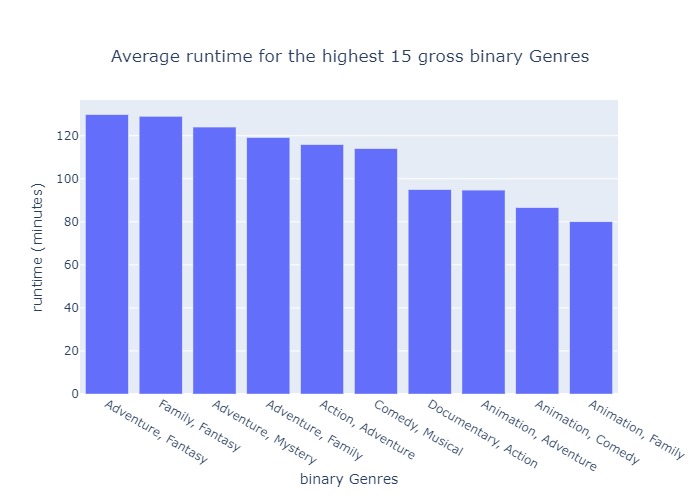 Average runtime for the highest 15 gross binary Genres
runtime (minutes)
120
100
80
60
40
20
0
Adventure, Fantasy
Family, Fantasy
Adventure, Mystery
Adventure, Family
Action, Adventure
Comedy, Musical
Documentary, Action
Animation, Adventure
Animation, Comedy
Animation, Family
binary Genres